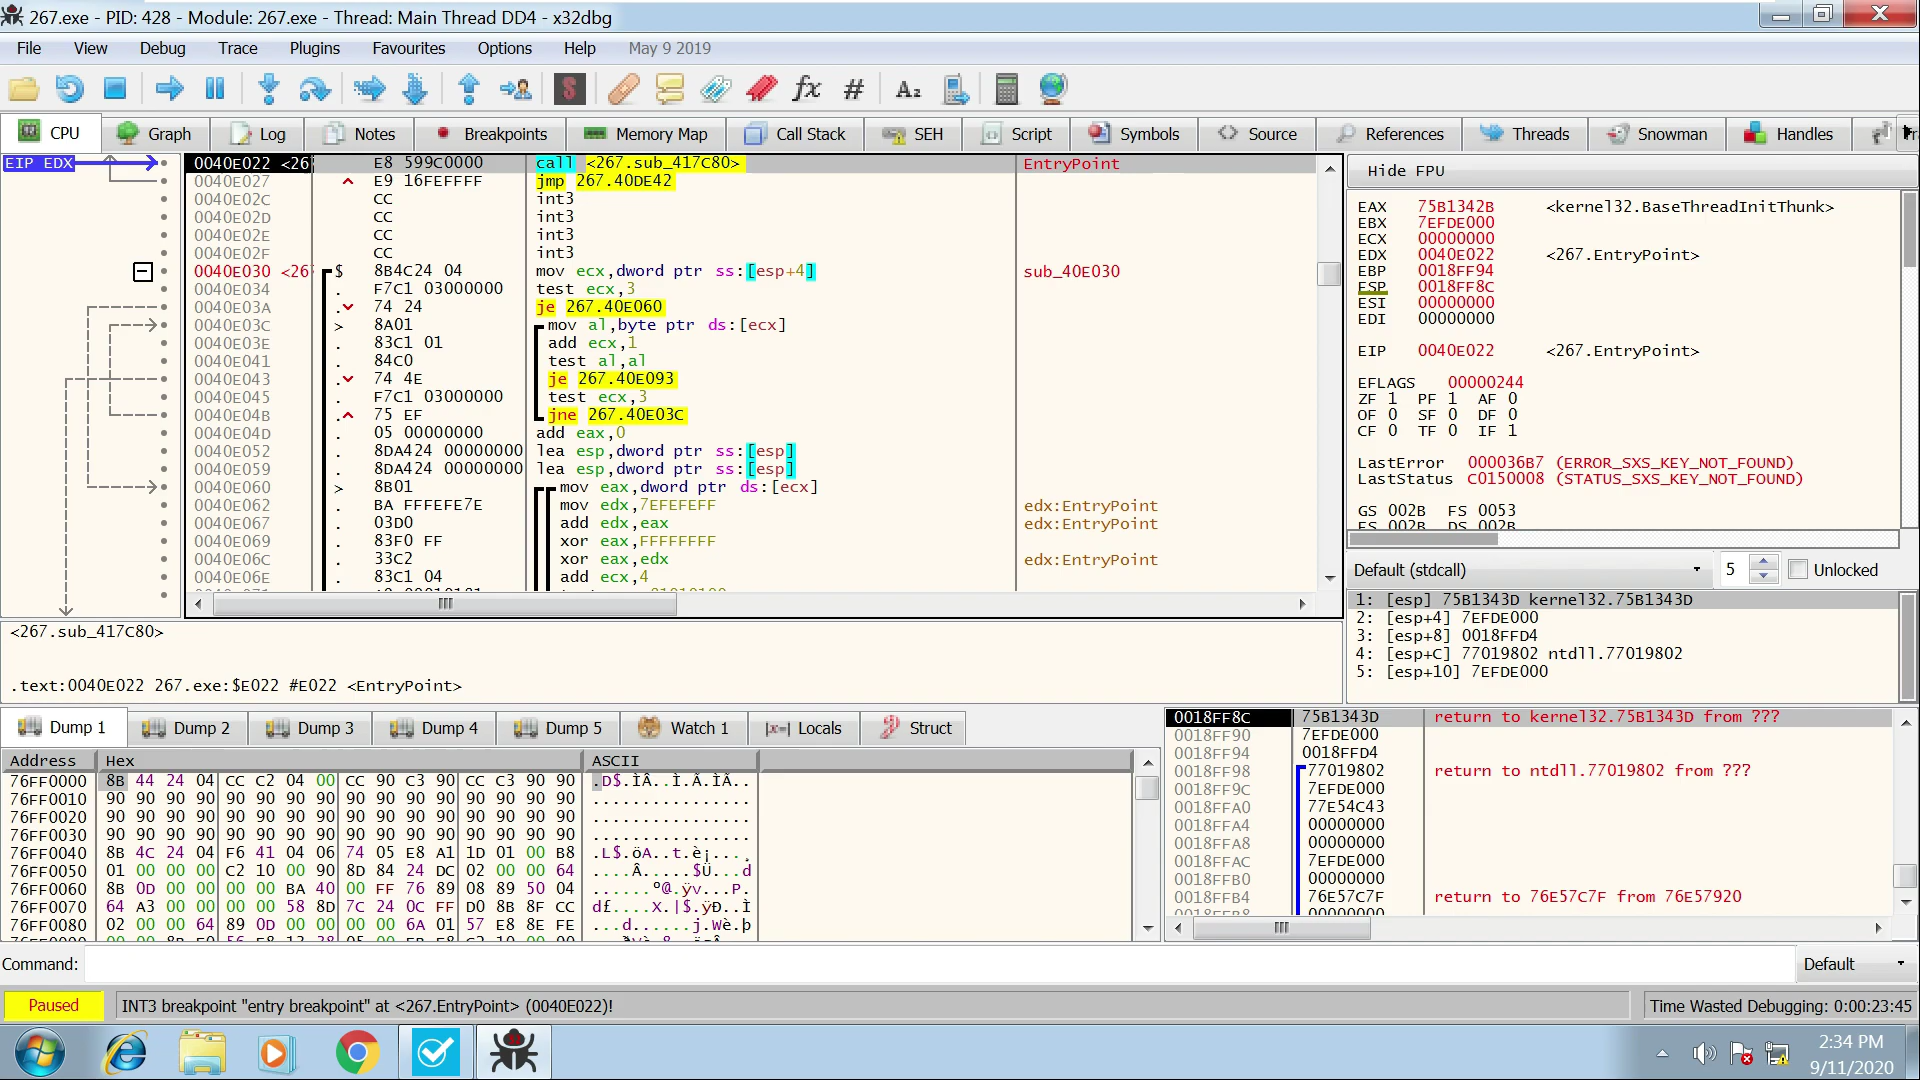 267.exe - PID: 428 - Module: 267.exe - Thread: Main Thread DD4 - x32dbg
File View Debug Trace Plugins Favourites Options Help May 9 2019
CPU Graph Log Notes Breakpoints Memory Map Call Stack SEH Script Symbols Source References Threads Snowman Handles
EIP EDX
0040E022 <26 E8 599C0000 call <267.sub_417C80> EntryPoint
0040E027 E9 16FEFFFF jmp 267.40DE42
0040E02C CC int3
0040E02D CC int3
0040E02E CC int3
0040E02F CC int3
0040E030 <26 $ 8B4C24 04 mov ecx,dword ptr ss:[esp+4] sub_40E030
0040E034 . F7C1 03000000 test ecx,3
0040E03A . 74 24 je 267.40E060
0040E03C > 8A01 mov al,byte ptr ds:[ecx]
0040E03E . 83C1 01 add ecx,1
0040E041 . 84C0 test al,al
0040E043 . 74 4E je 267.40E093
0040E045 . F7C1 03000000 test ecx,3
0040E04B . 75 EF jne 267.40E03C
0040E04D . 05 00000000 add eax,0
0040E052 . 8DA424 00000000 lea esp,dword ptr ss:[esp]
0040E059 . 8DA424 00000000 lea esp,dword ptr ss:[esp]
0040E060 > 8B01 mov eax,dword ptr ds:[ecx]
0040E062 . BA FFFEFE7E mov edx,7EFEFEFF edx:EntryPoint
0040E067 . 03D0 add edx,eax edx:EntryPoint
0040E069 . 83F0 FF xor eax,FFFFFFFF
0040E06C . 33C2 xor eax,edx edx:EntryPoint
0040E06E . 83C1 04 add ecx,4
Hide FPU
EAX 75B1342B <kernel32.BaseThreadInitThunk>
EBX 7EFDE000
ECX 00000000
EDX 0040E022 <267.EntryPoint>
EBP 0018FF94
ESP 0018FF8C
ESI 00000000
EDI 00000000
EIP 0040E022 <267.EntryPoint>
EFLAGS 00000244
ZF 1 PF 1 AF 0
OF 0 SF 0 DF 0
CF 0 TF 0 IF 1
LastError 000036B7 (ERROR_SXS_KEY_NOT_FOUND)
LastStatus C0150008 (STATUS_SXS_KEY_NOT_FOUND)
GS 002B FS 0053
ES 002B DS 002B
Default (stdcall) 5 Unlocked
1: [esp] 75B1343D kernel32.75B1343D
2: [esp+4] 7EFDE000
3: [esp+8] 0018FFD4
4: [esp+C] 77019802 ntdll.77019802
5: [esp+10] 7EFDE000
<267.sub_417C80>
.text:0040E022 267.exe:$E022 #E022 <EntryPoint>
Dump 1 Dump 2 Dump 3 Dump 4 Dump 5 Watch 1 Locals Struct
Address Hex ASCII
76FF0000 8B 44 24 04 CC C2 04 00 CC 90 C3 90 CC C3 90 90 .D$.ÌÂ..Ì.Ã.ÌÃ..
76FF0010 90 90 90 90 90 90 90 90 90 90 90 90 90 90 90 90 ................
76FF0020 90 90 90 90 90 90 90 90 90 90 90 90 90 90 90 90 ................
76FF0030 90 90 90 90 90 90 90 90 90 90 90 90 90 90 90 90 ................
76FF0040 8B 4C 24 04 F6 41 04 06 74 05 E8 A1 1D 01 00 B8 .L$.öA..t.è¡...¸
76FF0050 01 00 00 00 C2 10 00 90 8D 84 24 DC 02 00 00 64 ....Â.....$Ü...d
76FF0060 8B 0D 00 00 00 00 BA 40 00 FF 76 89 08 89 50 04 ......º@.ÿv...P.
76FF0070 64 A3 00 00 00 00 58 8D 7C 24 0C FF D0 8B 8F CC d£....X.|$.ÿÐ..Ì
76FF0080 02 00 00 64 89 0D 00 00 00 00 6A 01 57 E8 8E FE ...d......j.Wè.þ
0018FF8C 75B1343D return to kernel32.75B1343D from ???
0018FF90 7EFDE000
0018FF94 0018FFD4
0018FF98 77019802 return to ntdll.77019802 from ???
0018FF9C 7EFDE000
0018FFA0 77E54C43
0018FFA4 00000000
0018FFA8 00000000
0018FFAC 7EFDE000
0018FFB0 00000000
0018FFB4 76E57C7F return to 76E57C7F from 76E57920
Command: Default
Paused INT3 breakpoint "entry breakpoint" at <267.EntryPoint> (0040E022)! Time Wasted Debugging: 0:00:23:45
2:34 PM
9/11/2020